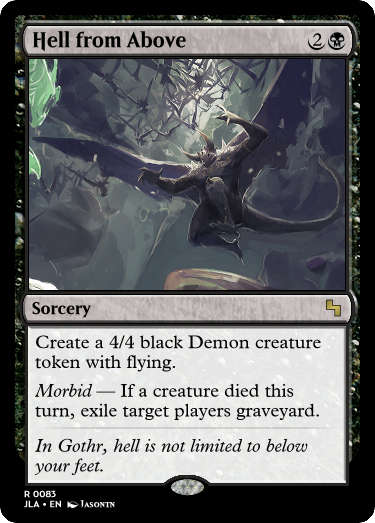 Hell from Above 2
Sorcery
Create a 4/4 black Demon creature
token with flying.
Morbid — If a creature died this
turn, exile target players graveyard.
In Gothr, hell is not limited to below
your feet.
R 0083
JLA • EN JASONTN